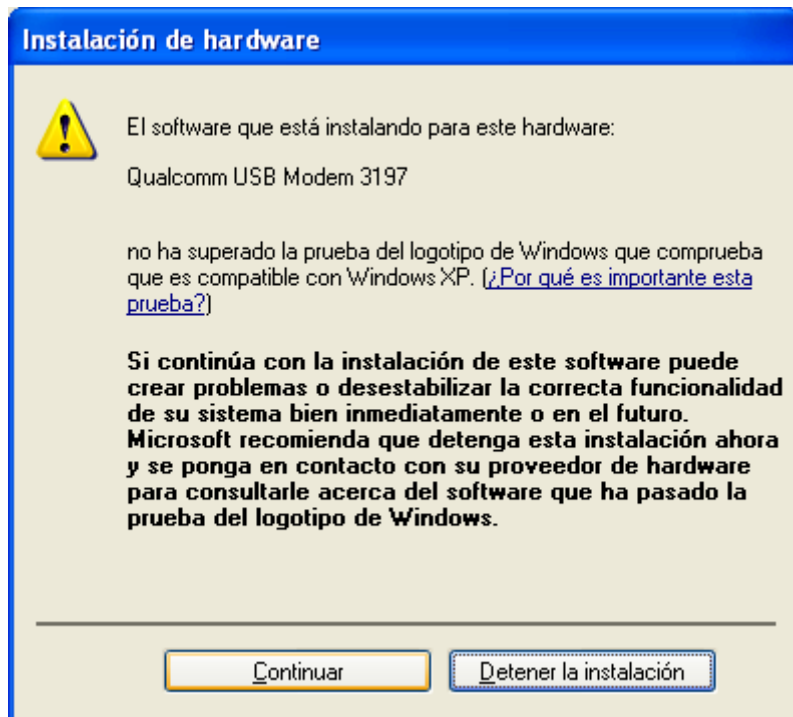 Instalación de hardware
El software que está instalando para este hardware:
Qualcomm USB Modem 3197
no ha superado la prueba del logotipo de Windows que comprueba
que es compatible con Windows XP. (¿Por qué es importante esta
prueba?)
Si continúa con la instalación de este software puede
crear problemas o desestabilizar la correcta funcionalidad
de su sistema bien inmediatamente o en el futuro.
Microsoft recomienda que detenga esta instalación ahora
y se ponga en contacto con su proveedor de hardware
para consultarle acerca del software que ha pasado la
prueba del logotipo de Windows.
Continuar
Detener la instalación